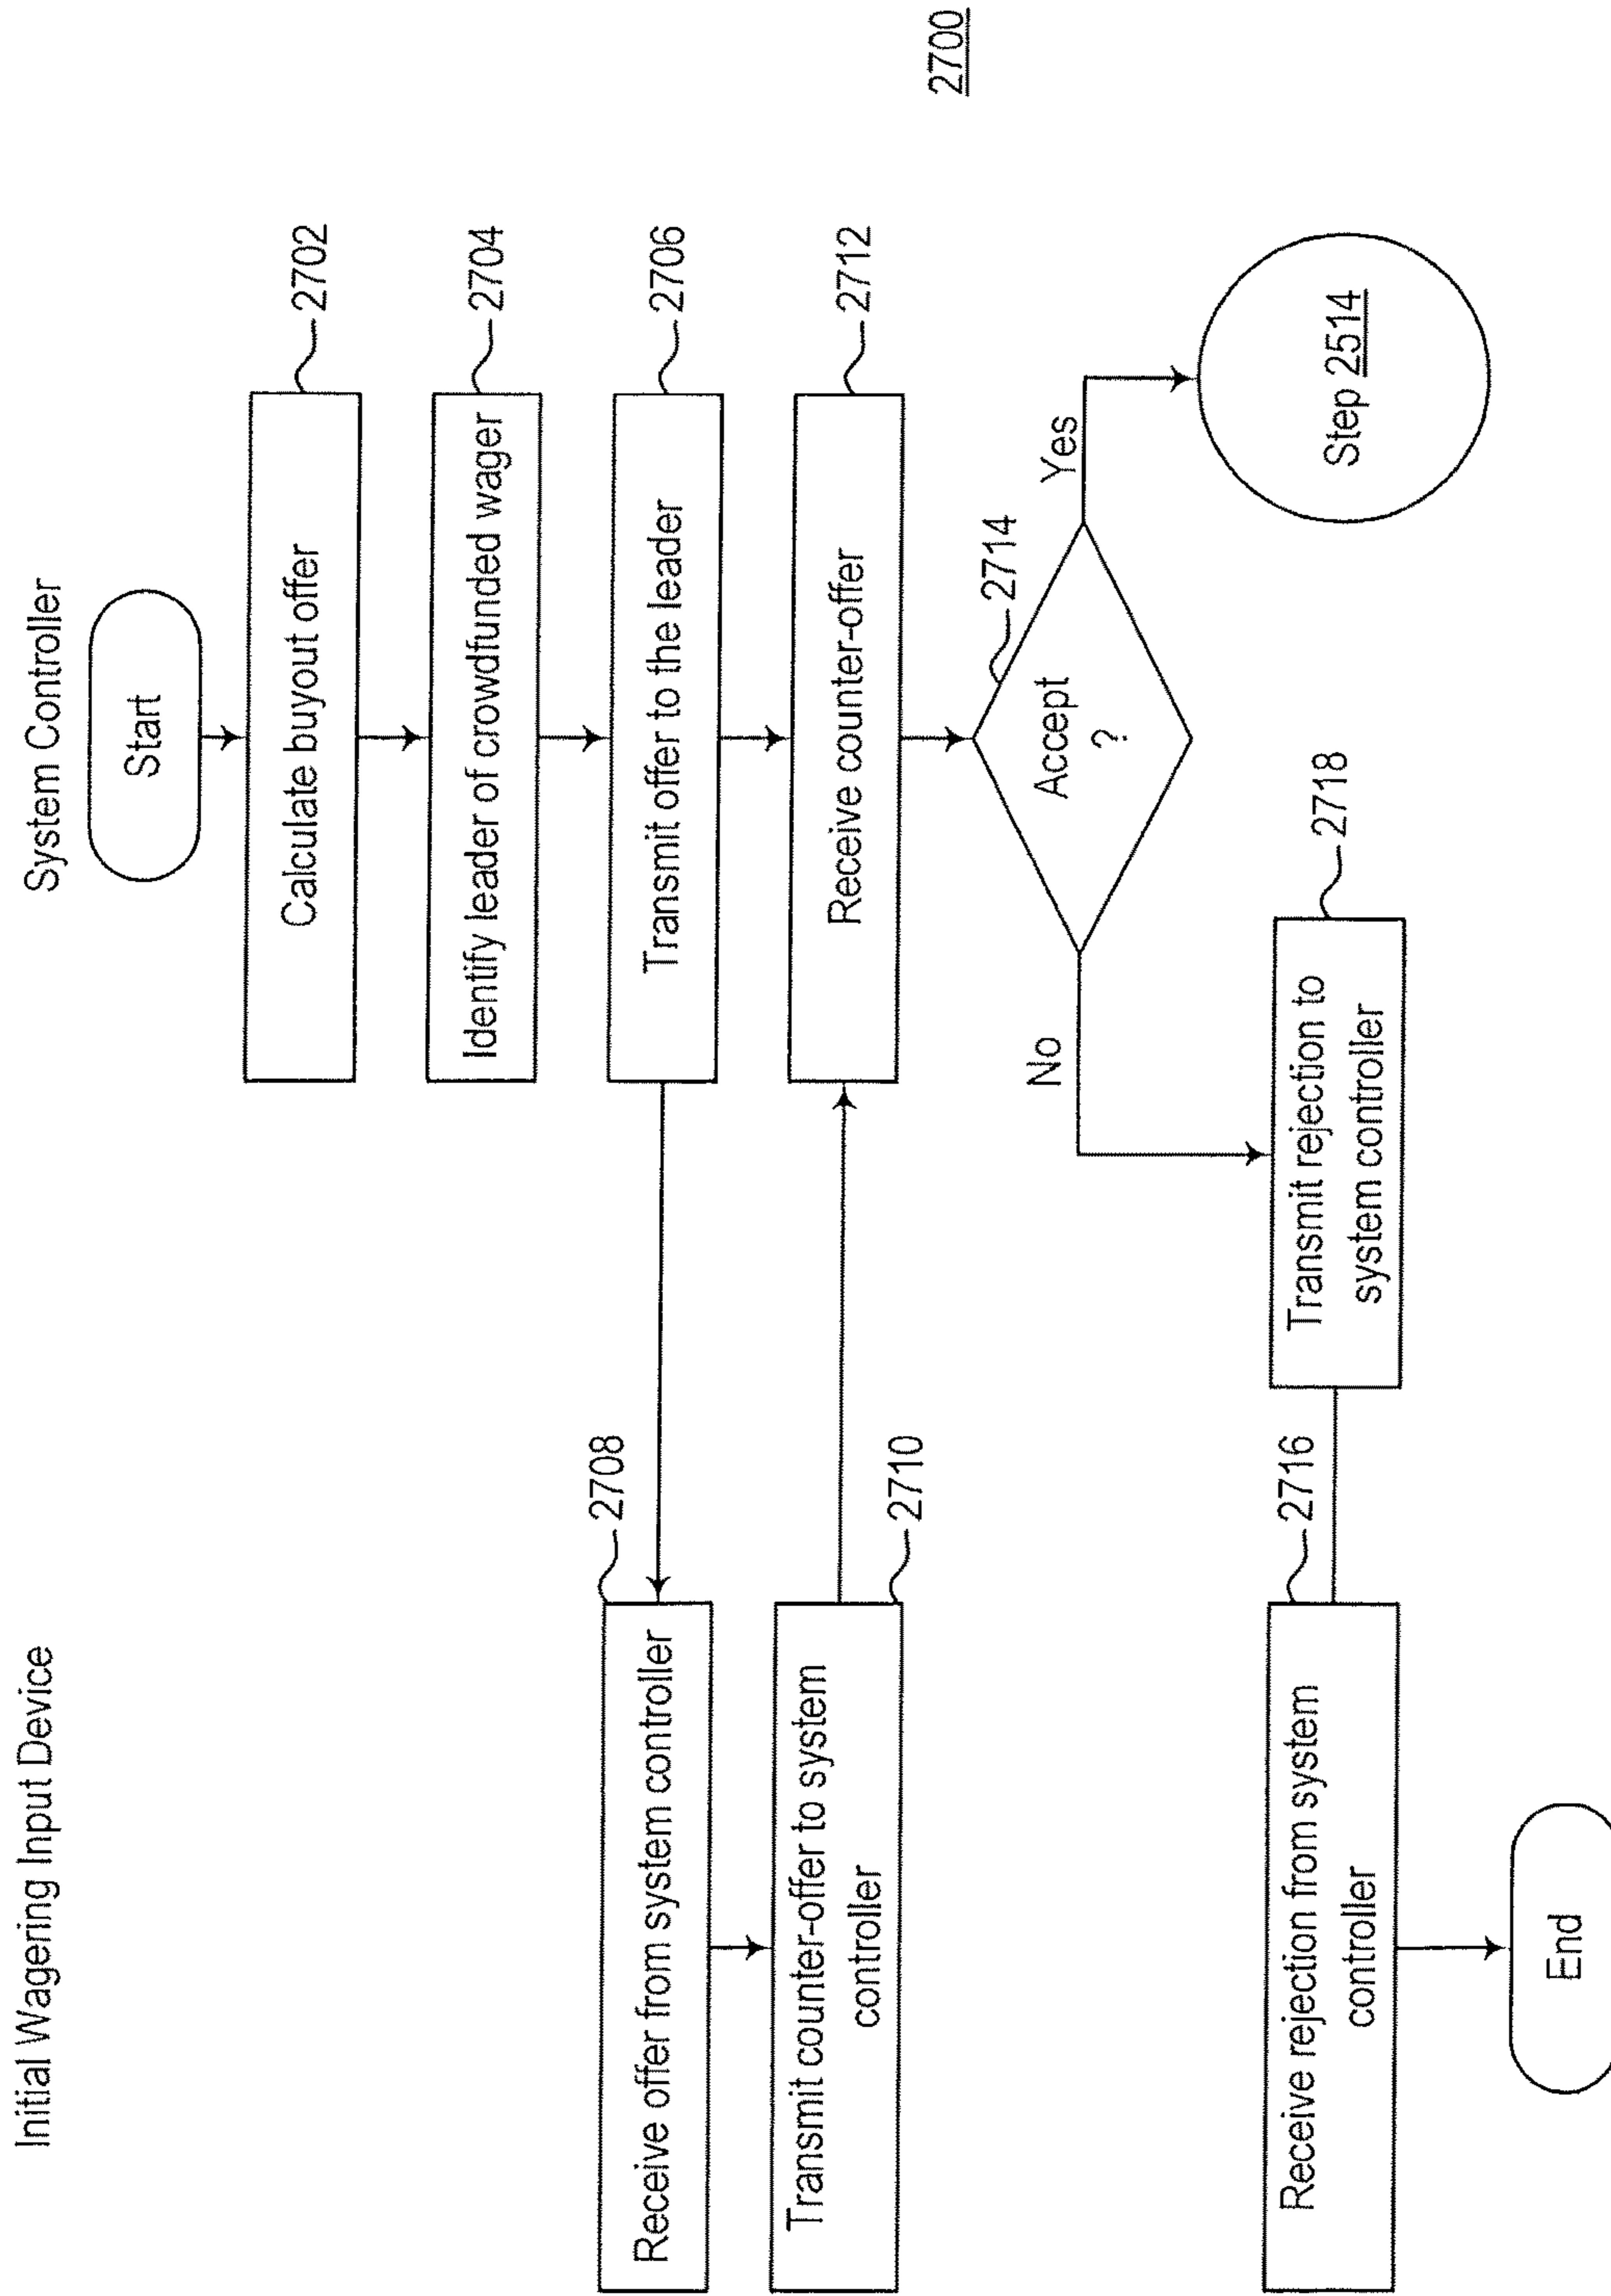 Initial Wagering Input Device
System Controller
Start
Calculate buyout offer
2702
Identify leader of crowdfunded wager
2704
Transmit offer to the leader
2706
2708
Receive offer from system controller
Transmit counter-offer to system
controller
2710
Receive counter-offer
2712
Accept
?
2714
Yes
No
Step 2514
Transmit rejection to
system controller
2718
2716
Receive rejection from system
controller
End
2700